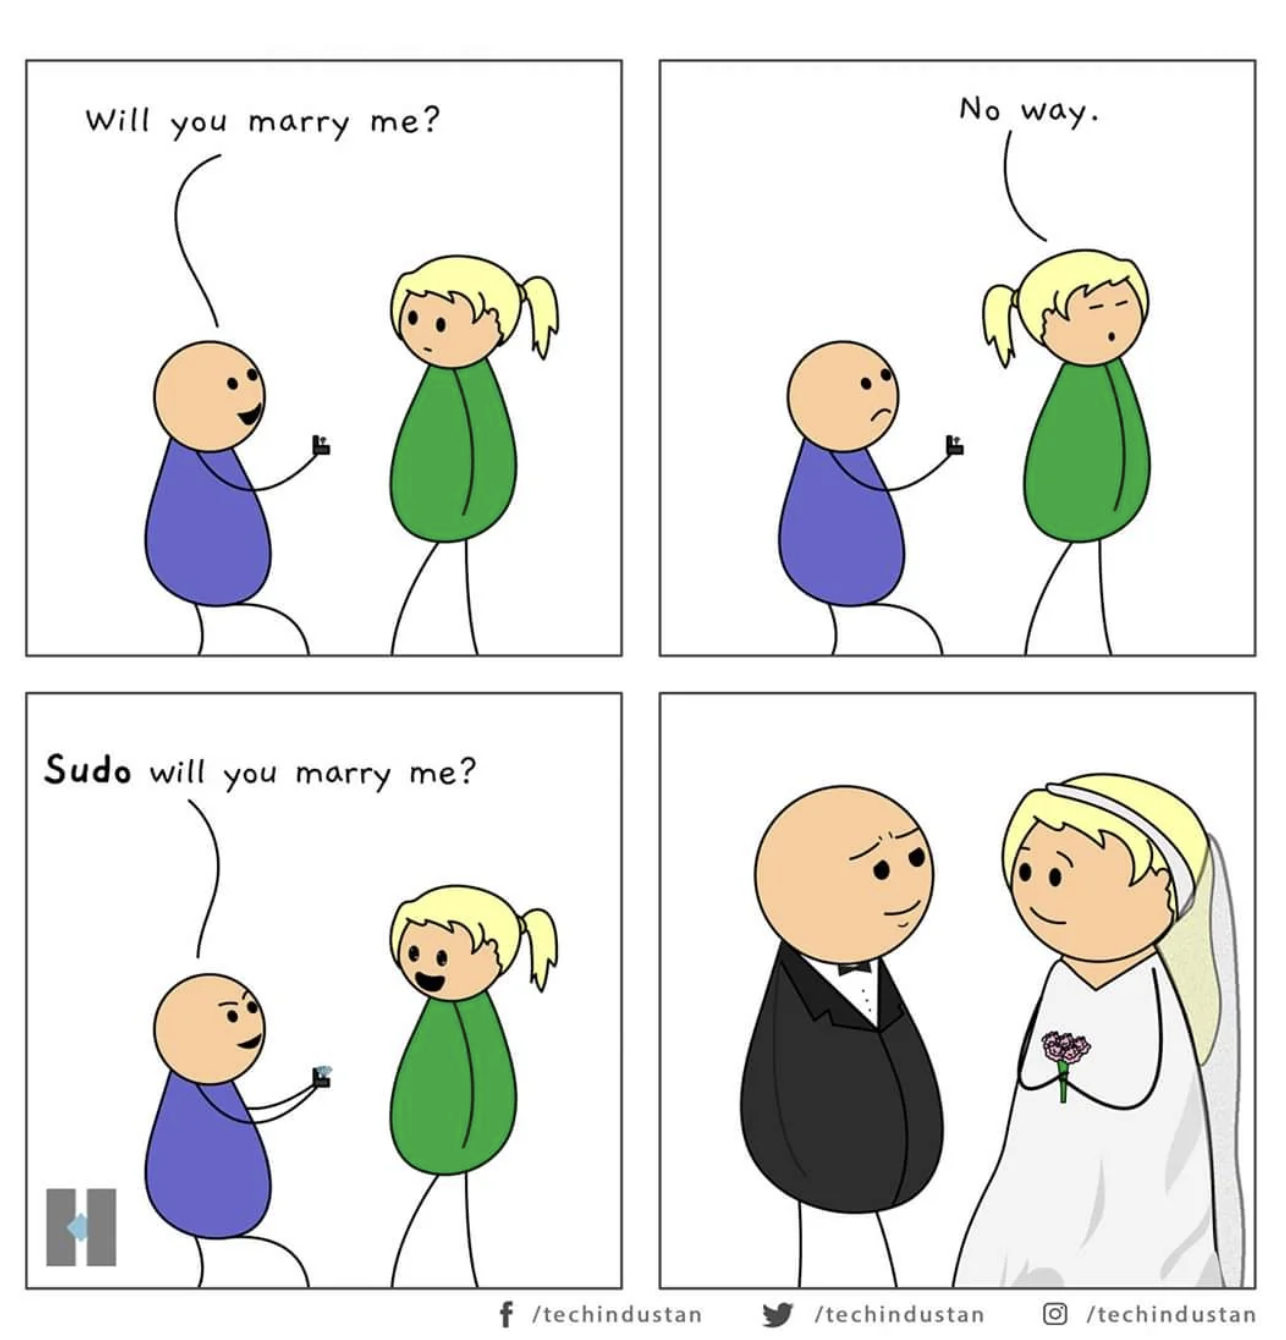 Will you marry me?
No way.
Sudo will you marry me?
/techindustan
/techindustan
/techindustan